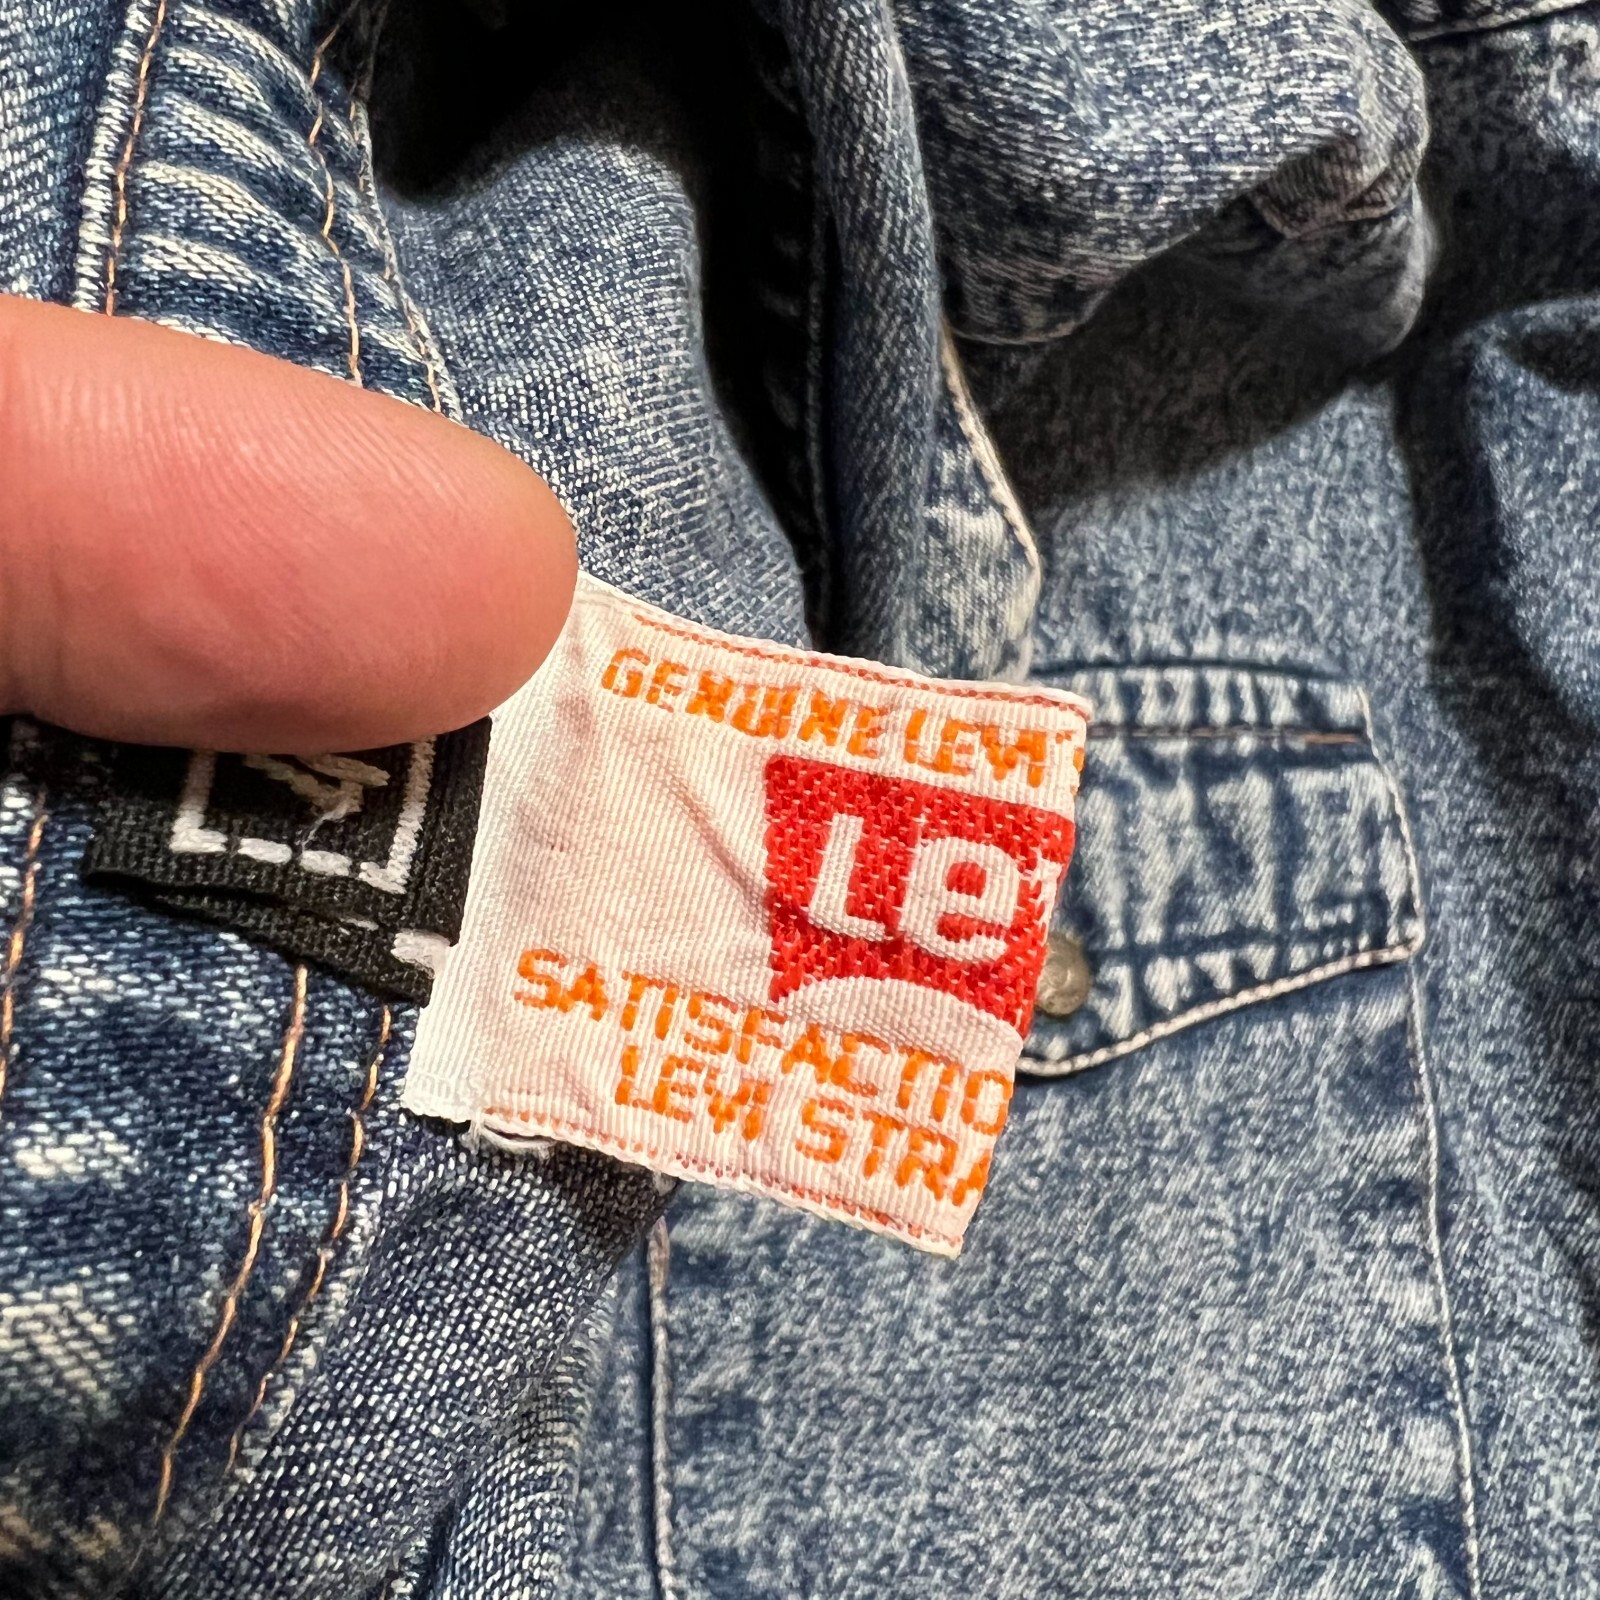 GENUINE LEVI'S
Le
SATISFACTIO
LEVI STRA